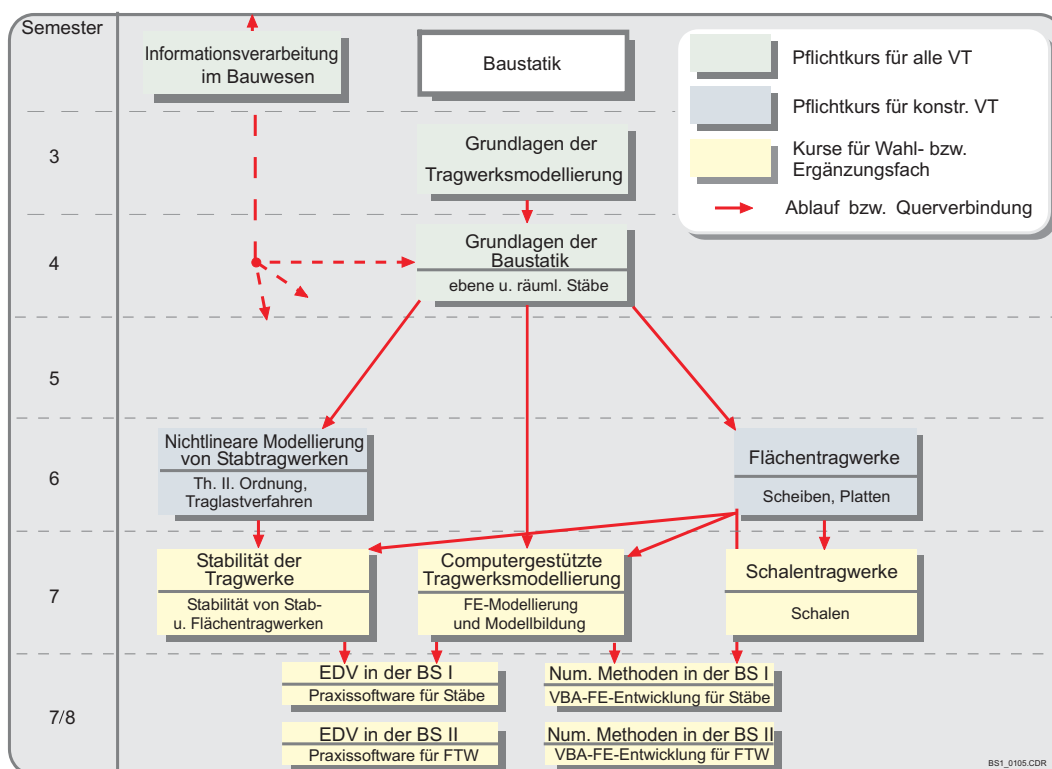 Semester
Informationsverarbeitung
im Bauwesen
Baustatik
Pflichtkurs für alle VT
Pflichtkurs für konstr. VT
Kurse für Wahl- bzw.
Ergänzungsfach
Ablauf bzw. Querverbindung
3
Grundlagen der
Tragwerksmodellierung
4
Grundlagen der
Baustatik
ebene u. räuml. Stäbe
5
6
Nichtlineare Modellierung
von Stabtragwerken
Th. II. Ordnung,
Traglastverfahren
Flächentragwerke
Scheiben, Platten
7
Stabilität der
Tragwerke
Stabilität von Stab-
u. Flächentragwerken
Computergestützte
Tragwerksmodellierung
FE-Modellierung
und Modellbildung
Schalentragwerke
Schalen
7/8
EDV in der BS I
Praxissoftware für Stäbe
Num. Methoden in der BS I
VBA-FE-Entwicklung für Stäbe
EDV in der BS II
Praxissoftware für FTW
Num. Methoden in der BS II
VBA-FE-Entwicklung für FTW
BS1_0105.CDR